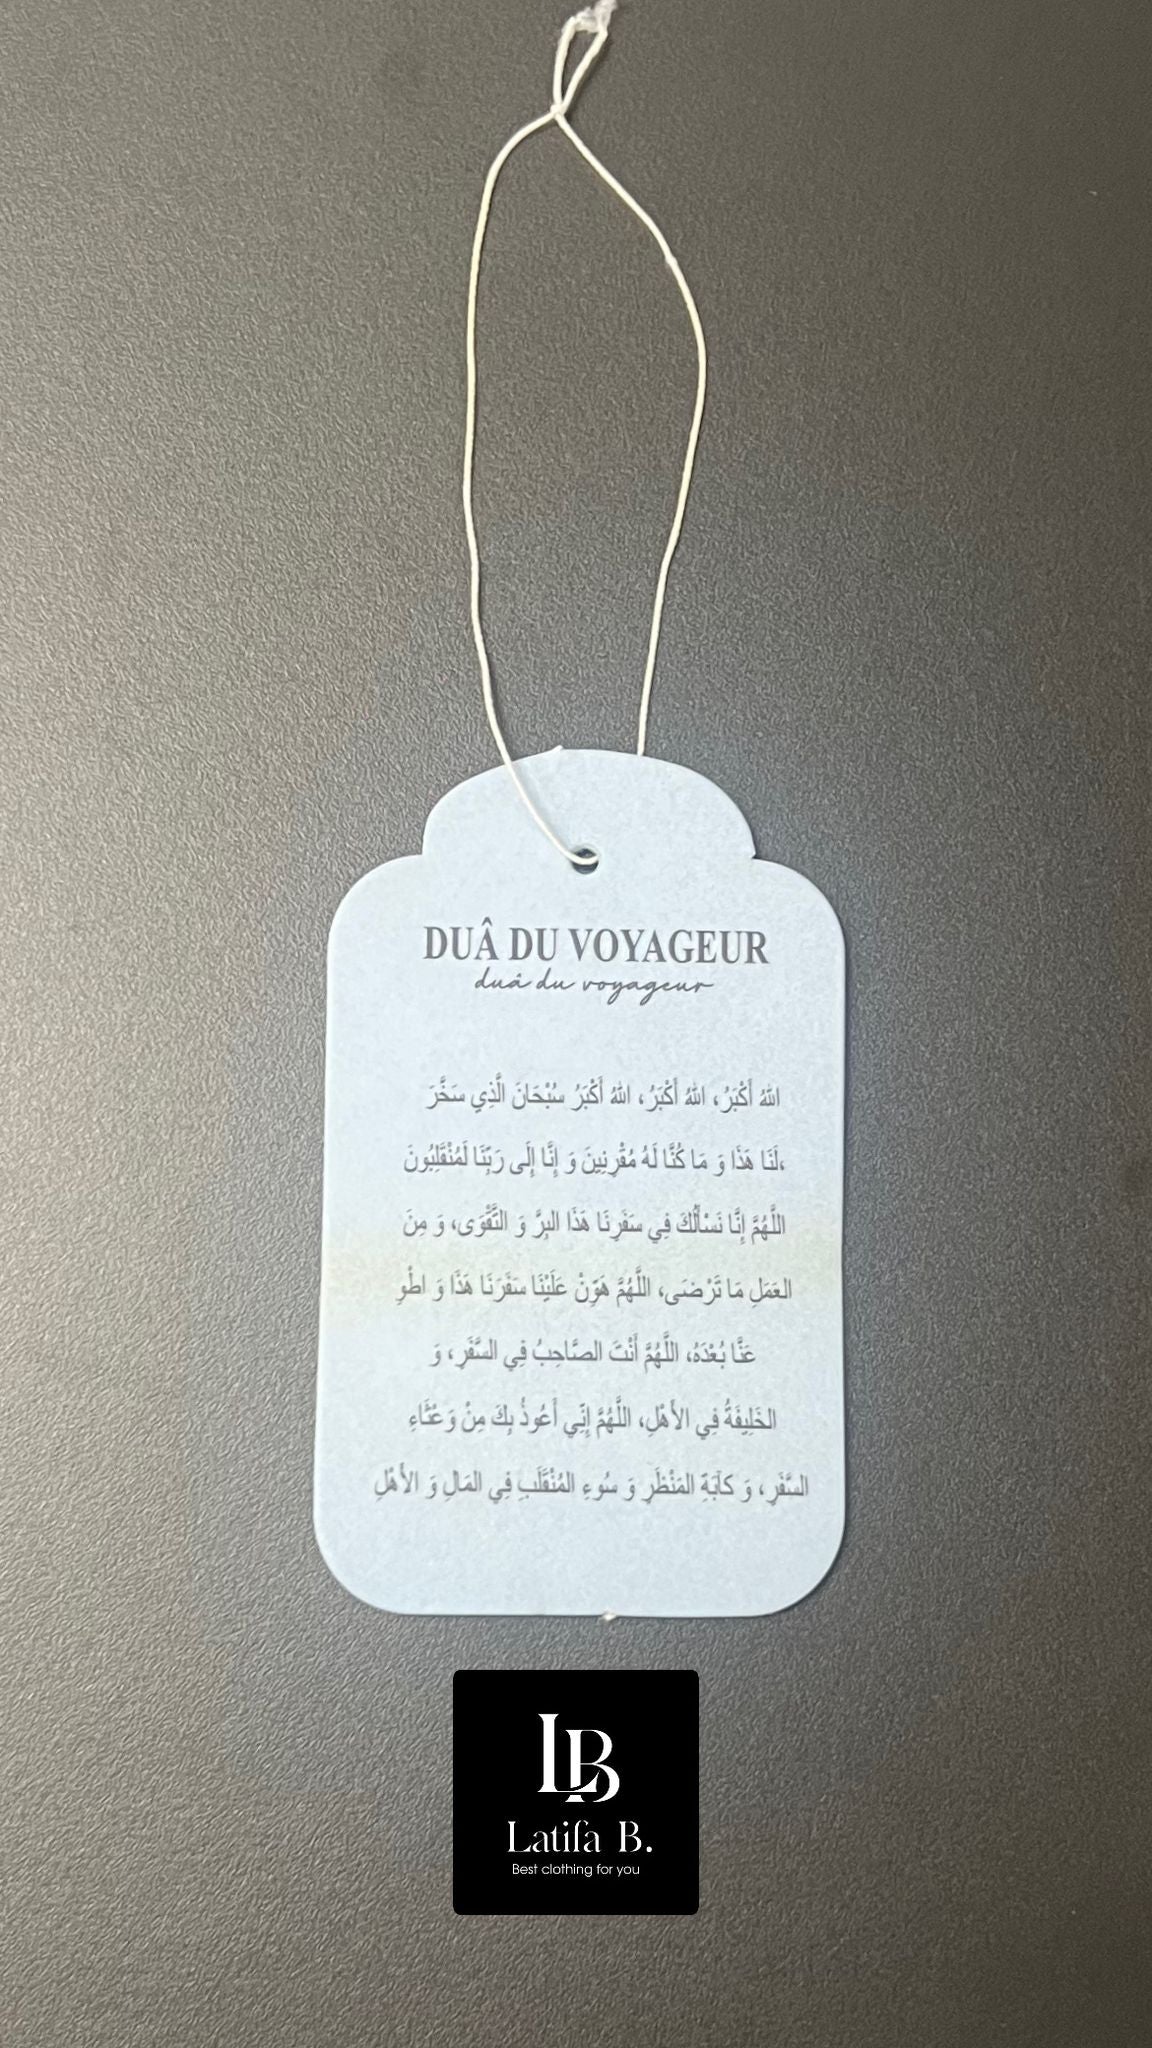 DUÂ DU VOYAGEUR
duâ du voyageur
اللهُ أَكْبَرُ، اللهُ أَكْبَرُ، اللهُ أَكْبَرُ سُبْحَانَ الَّذِي سَخَّرَ
،لَنَا هَذَا وَ مَا كُنَّا لَهُ مُقْرِنِينَ وَ إِنَّا إِلَى رَبِّنَا لَمُنْقَلِبُونَ
اللَّهُمَّ إِنَّا نَسْأَلُكَ فِي سَفَرِنَا هَذَا البِرَّ وَ التَّقْوَى، وَ مِنَ
العَمَلِ مَا تَرْضَى، اللَّهُمَّ هَوِّنْ عَلَيْنَا سَفَرَنَا هَذَا وَ اطْوِ
عَنَّا بُعْدَهُ، اللَّهُمَّ أَنْتَ الصَّاحِبُ فِي السَّفَرِ، وَ
الخَلِيفَةُ فِي الأَهْلِ، اللَّهُمَّ إِنِّي أَعُوذُ بِكَ مِنْ وَعْثَاءِ
السَّفَرِ، وَ كَآبَةِ المَنْظَرِ وَ سُوءِ المُنْقَلَبِ فِي المَالِ وَ الأَهْلِ
LB
Latifa B.
Best clothing for you